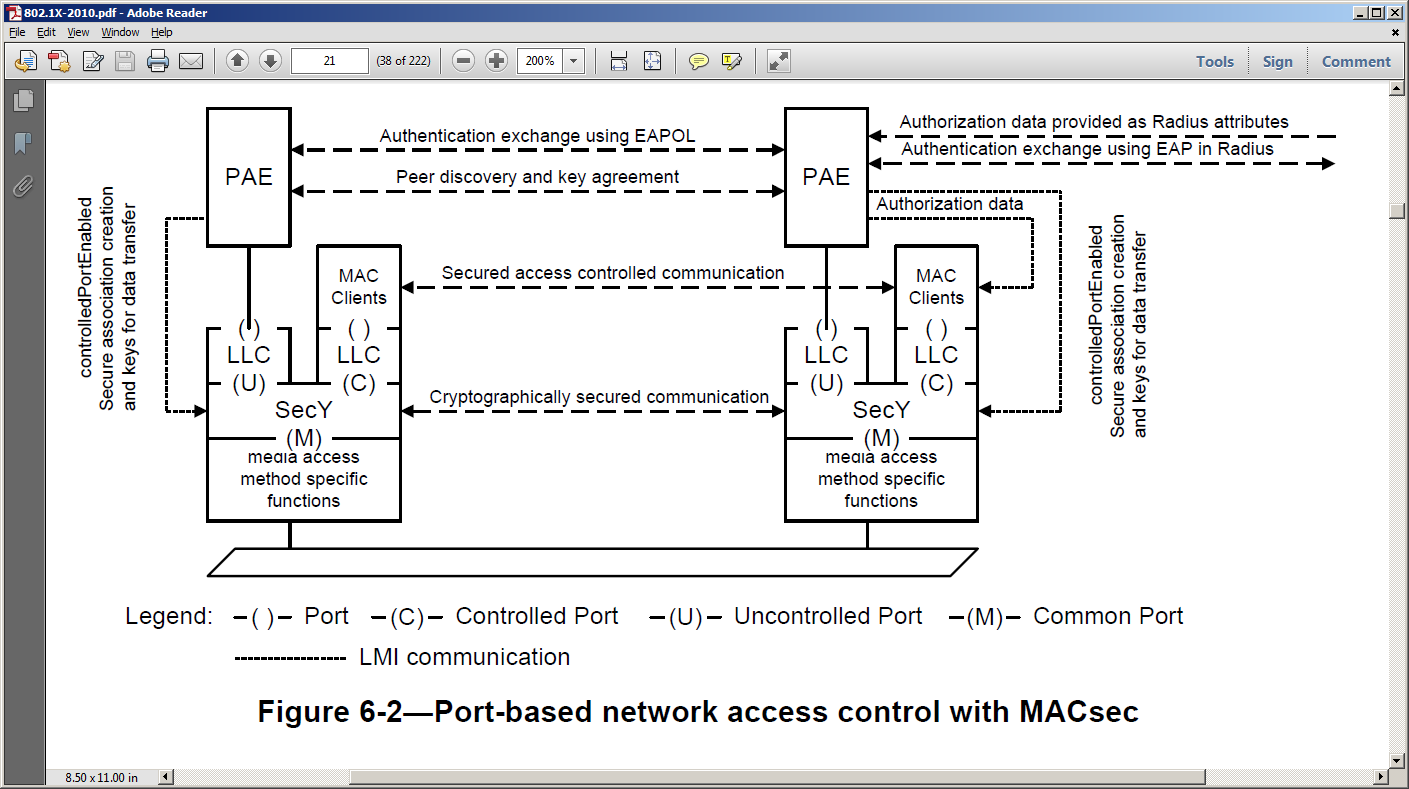 802.1X-2010.pdf - Adobe Reader
File Edit View Window Help
21 (38 of 222) 200% Tools Sign Comment
PAE
Authentication exchange using EAPOL
Peer discovery and key agreement
PAE
Authorization data provided as Radius attributes
Authentication exchange using EAP in Radius
Authorization data
controlledPortEnabled
Secure association creation
and keys for data transfer
MAC
Clients
Secured access controlled communication
MAC
Clients
controlledPortEnabled
Secure association creation
and keys for data transfer
( ) ( ) ( ) ( )
LLC LLC LLC LLC
(U) (C) (U) (C)
SecY Cryptographically secured communication SecY
(M) (M)
media access
method specific
functions
media access
method specific
functions
Legend: –( )– Port –(C)– Controlled Port –(U)– Uncontrolled Port –(M)– Common Port
LMI communication
Figure 6-2—Port-based network access control with MACsec
8.50 x 11.00 in